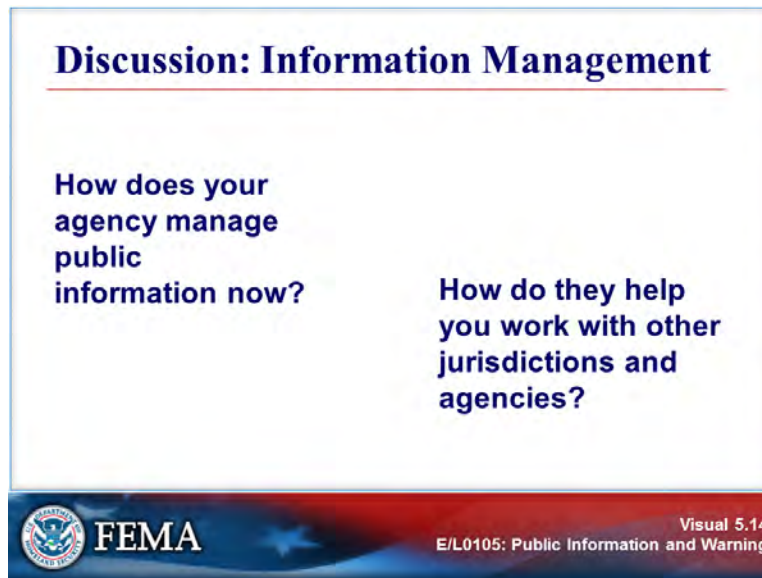 Discussion: Information Management
How does your
agency manage
public
information now?
How do they help
you work with other
jurisdictions and
agencies?
FEMA
Visual 5.14
E/L0105: Public Information and Warning